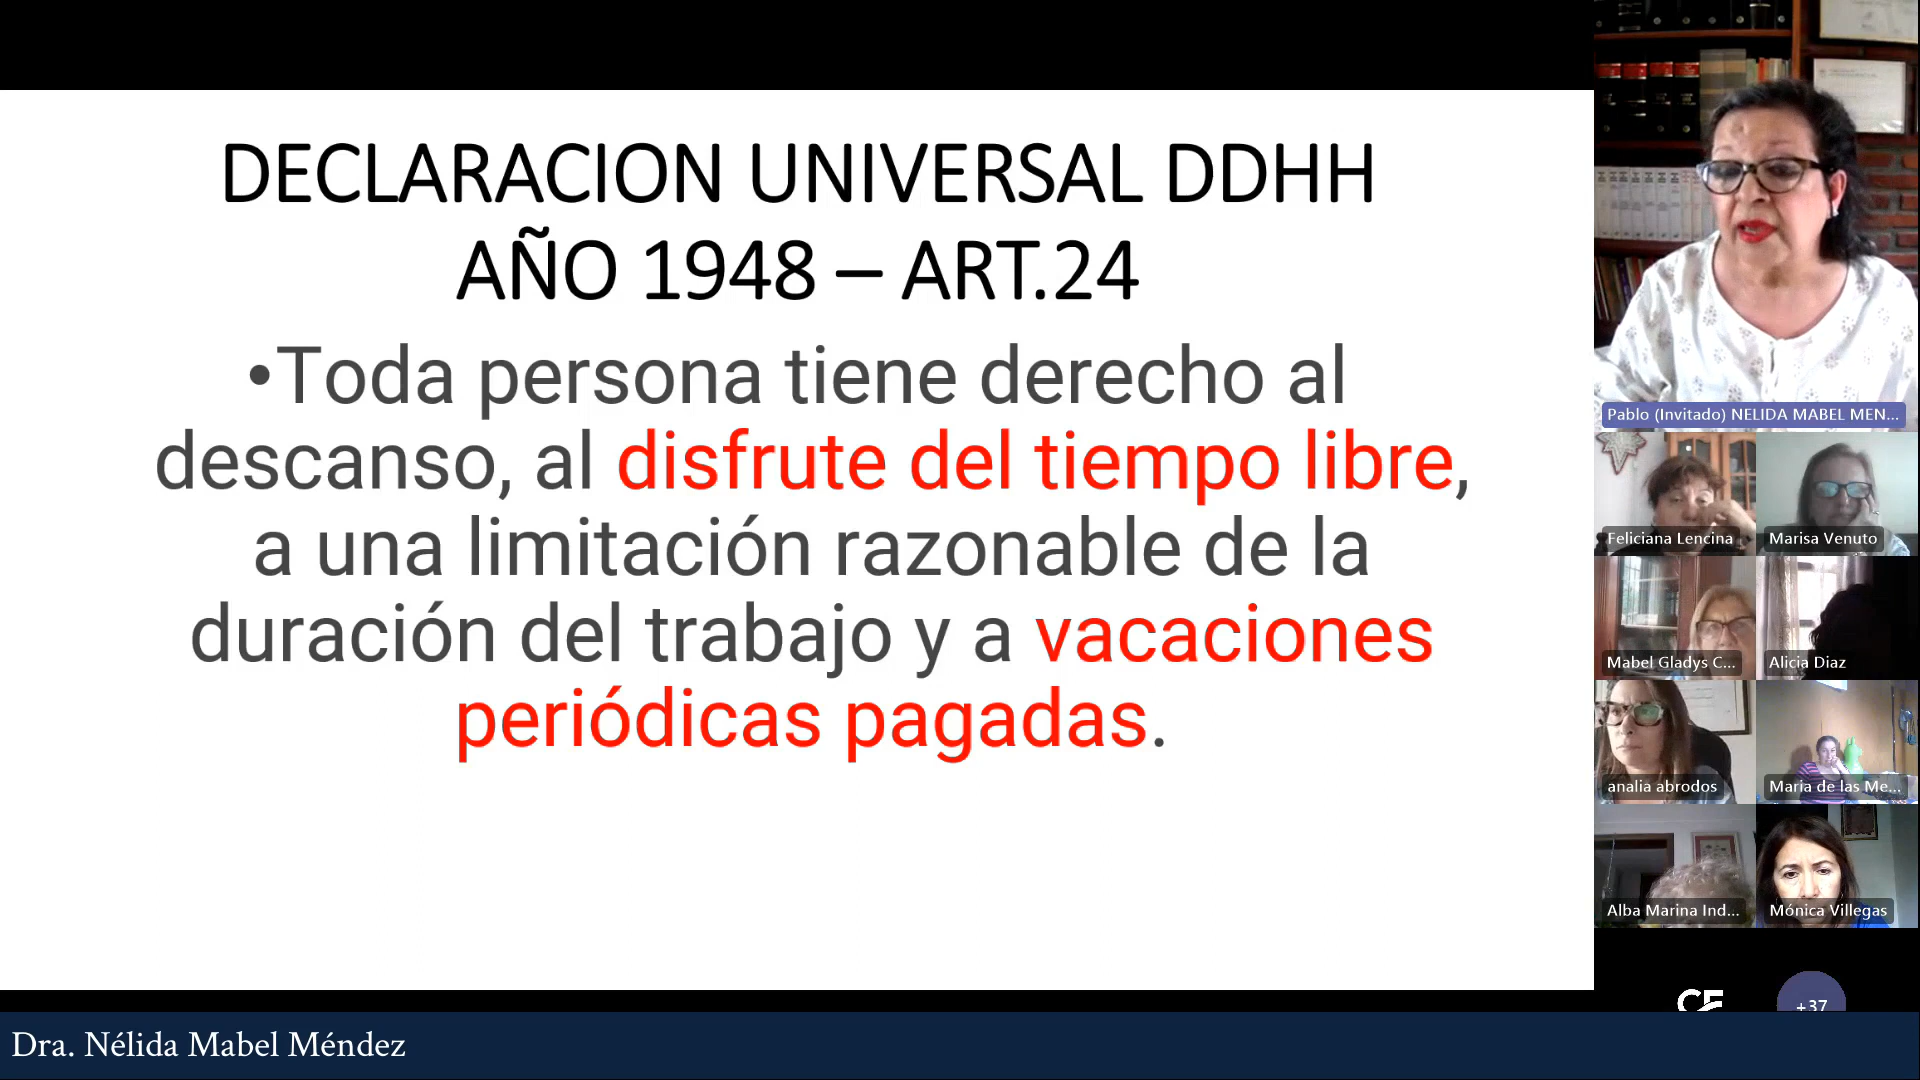 DECLARACION UNIVERSAL DDHH
AÑO 1948 – ART.24
•Toda persona tiene derecho al
descanso, al disfrute del tiempo libre,
a una limitación razonable de la
duración del trabajo y a vacaciones
periódicas pagadas.
Pablo (Invitado) NELIDA MABEL MEN...
Feliciana Lencina
Marisa Venuto
Mabel Gladys C...
Alicia Diaz
analia abrodos
Maria de las Me...
Alba Marina Ind...
Mónica Villegas
CF
+37
Dra. Nélida Mabel Méndez